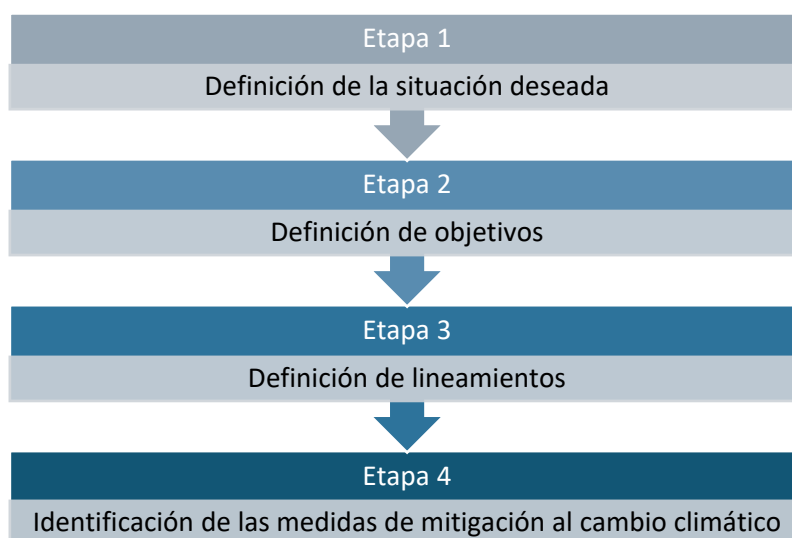 Etapa 1
Definición de la situación deseada
Etapa 2
Definición de objetivos
Etapa 3
Definición de lineamientos
Etapa 4
Identificación de las medidas de mitigación al cambio climático